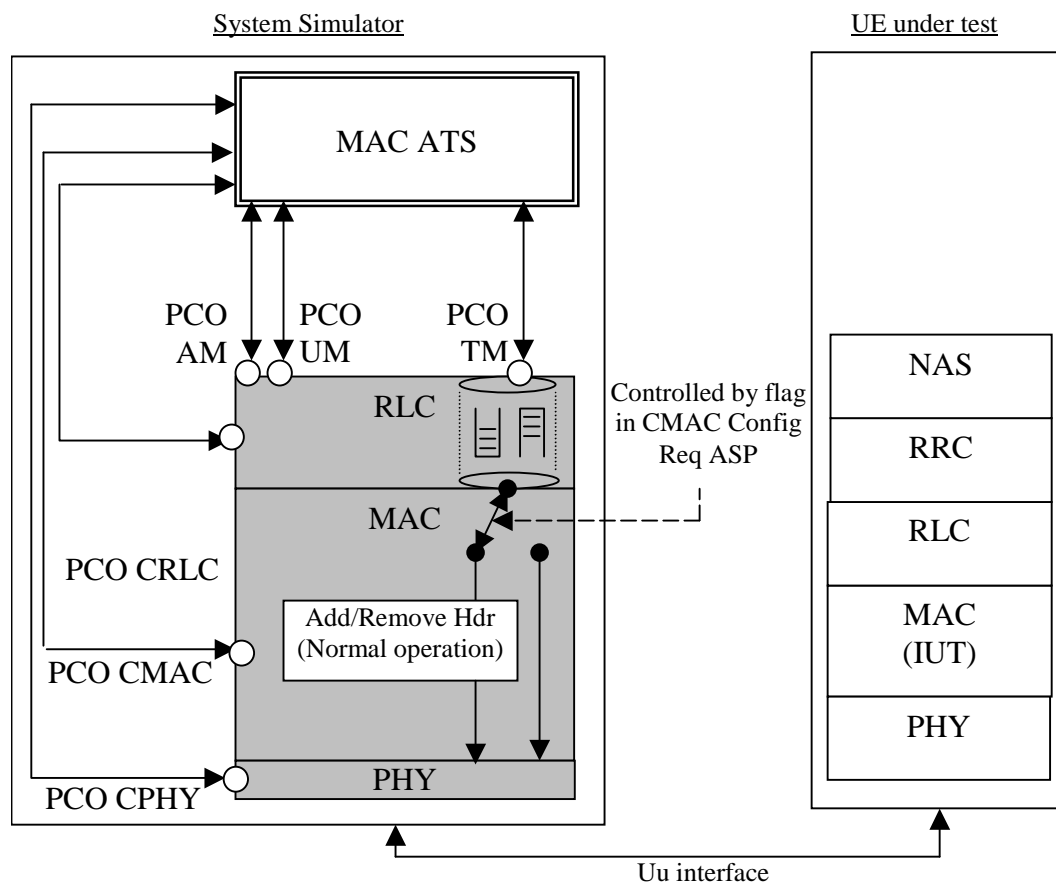 System Simulator
UE under test
MAC ATS
PCO
AM
PCO
UM
PCO
TM
RLC
Controlled by flag
in CMAC Config
Req ASP
MAC
PCO CRLC
Add/Remove Hdr
(Normal operation)
PCO CMAC
PHY
PCO CPHY
NAS
RRC
RLC
MAC
(IUT)
PHY
Uu interface